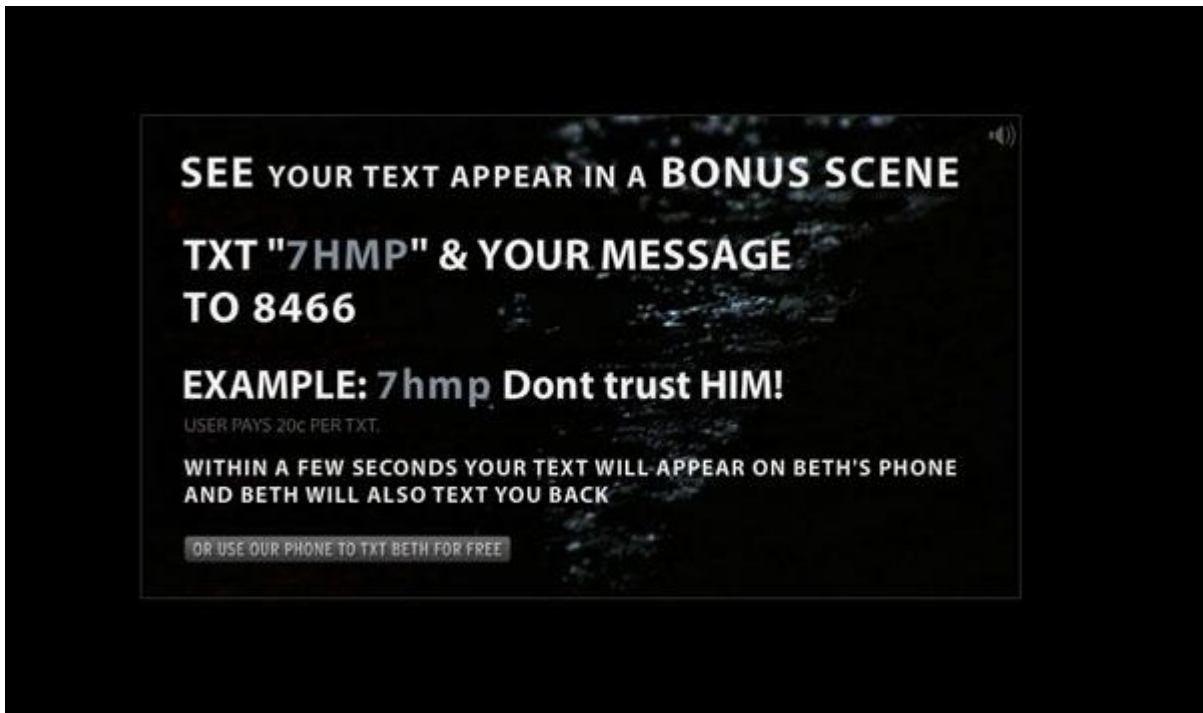 SEE YOUR TEXT APPEAR IN A BONUS SCENE
TXT "7HMP" & YOUR MESSAGE
TO 8466
EXAMPLE: 7hmp Dont trust HIM!
USER PAYS 20c PER TXT.
WITHIN A FEW SECONDS YOUR TEXT WILL APPEAR ON BETH'S PHONE
AND BETH WILL ALSO TEXT YOU BACK
OR USE OUR PHONE TO TXT BETH FOR FREE